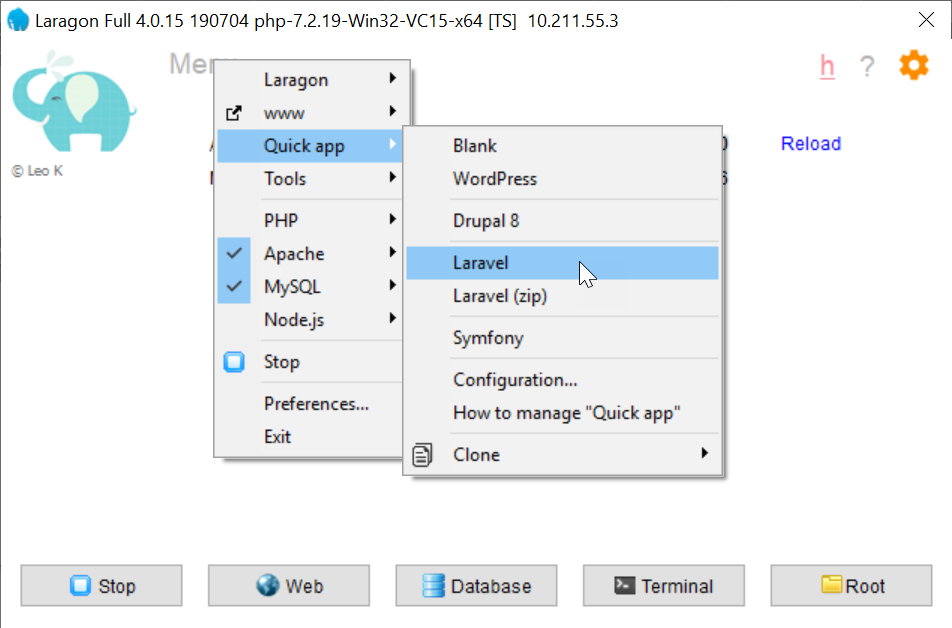 Laragon Full 4.0.15 190704 php-7.2.19-Win32-VC15-x64 [TS] 10.211.55.3
Menu
h ?
© Leo K
Reload
Laragon
www
Quick app
Tools
PHP
Apache
MySQL
Node.js
Stop
Preferences...
Exit
Blank
WordPress
Drupal 8
Laravel
Laravel (zip)
Symfony
Configuration...
How to manage "Quick app"
Clone
Stop
Web
Database
Terminal
Root